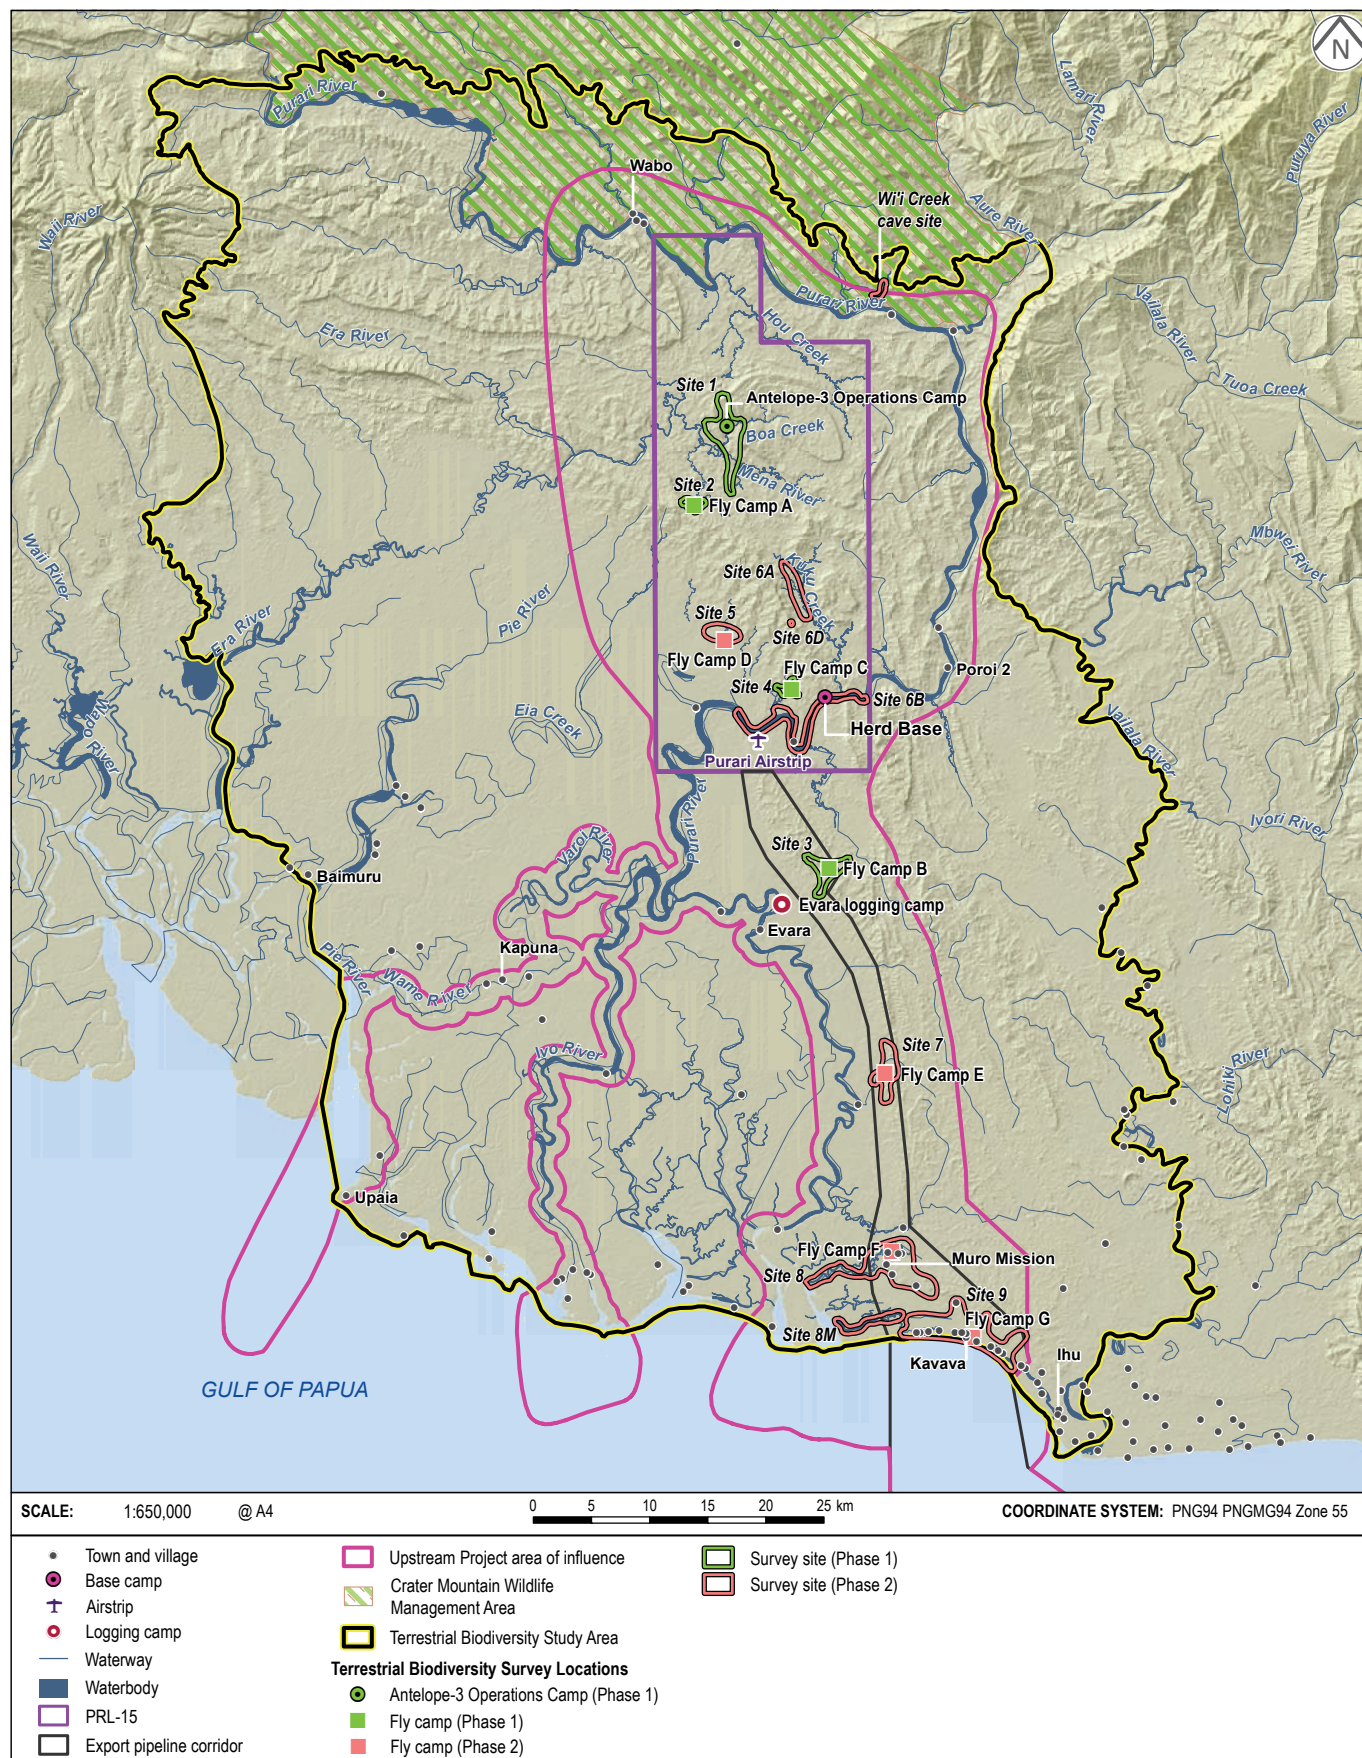 N
Purari River
Lamari River
Puruya River
Wabo
Wi'i Creek
cave site
Aure River
Waii River
Purari River
Hou Creek
Era River
Vailala River
Tuoa Creek
Site 1
Antelope-3 Operations Camp
Boa Creek
Mena River
Site 2
Fly Camp A
Waii River
Mbwei River
Kuku Creek
Site 6A
Pie River
Era River
Site 5
Site 6D
Fly Camp D
Fly Camp C
Poroi 2
Site 4
Site 6B
Wapo River
Eia Creek
Herd Base
Vailala River
Purari Airstrip
Purari River
Ivori River
Varoi River
Site 3
Fly Camp B
Baimuru
Evara logging camp
Evara
Kapuna
Pie River
Wame River
Ivo River
Site 7
Fly Camp E
Lohiki River
Upaia
Fly Camp F
Muro Mission
Site 8
Site 9
Fly Camp G
Site 8M
Kavava
Ihu
GULF OF PAPUA
SCALE: 1:650,000 @ A4
0 5 10 15 20 25 km
COORDINATE SYSTEM: PNG94 PNGMG94 Zone 55
Town and village
Base camp
Airstrip
Logging camp
Waterway
Waterbody
PRL-15
Export pipeline corridor
Upstream Project area of influence
Crater Mountain Wildlife
Management Area
Terrestrial Biodiversity Study Area
Terrestrial Biodiversity Survey Locations
Antelope-3 Operations Camp (Phase 1)
Fly camp (Phase 1)
Fly camp (Phase 2)
Survey site (Phase 1)
Survey site (Phase 2)